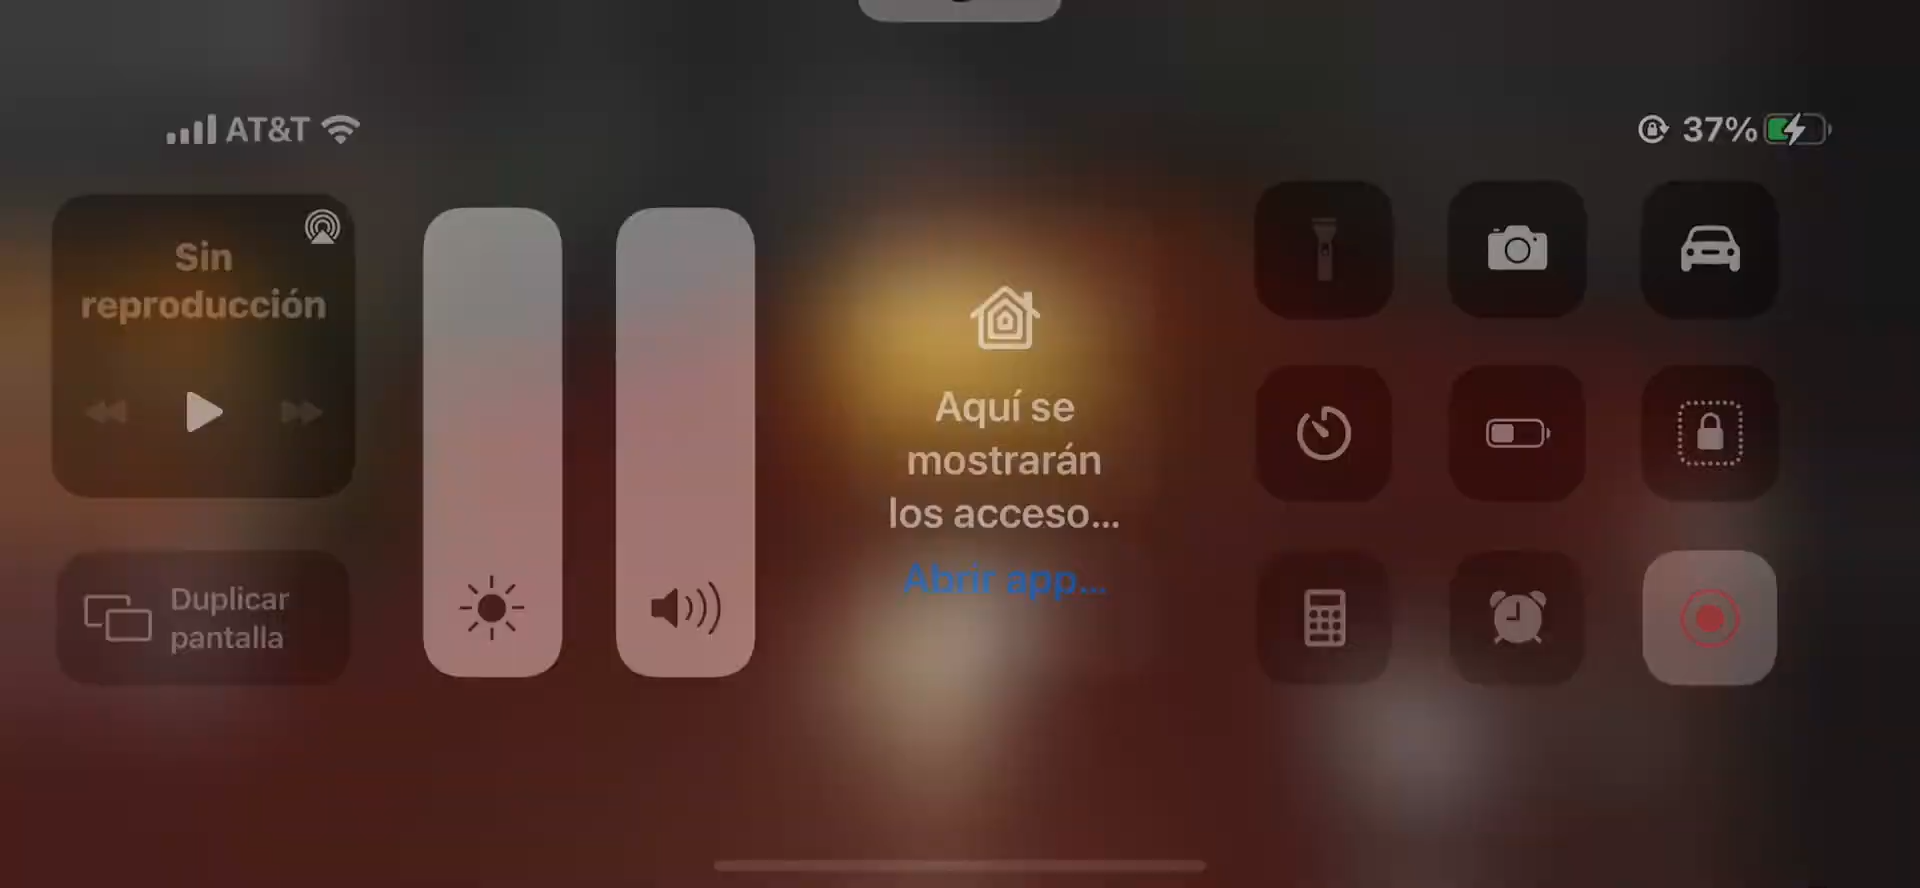 AT&T
37%
Sin
reproducción
Aquí se
mostrarán
los acceso...
Abrir app...
Duplicar
pantalla